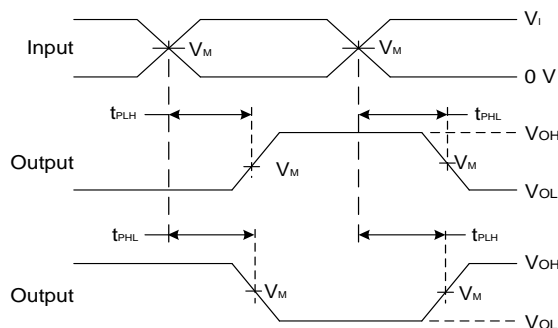 VI
Input
VM
VM
0 V
tPLH
tPHL
VOH
Output
VM
VM
VOL
tPHL
tPLH
VOH
Output
VM
VM
VOL